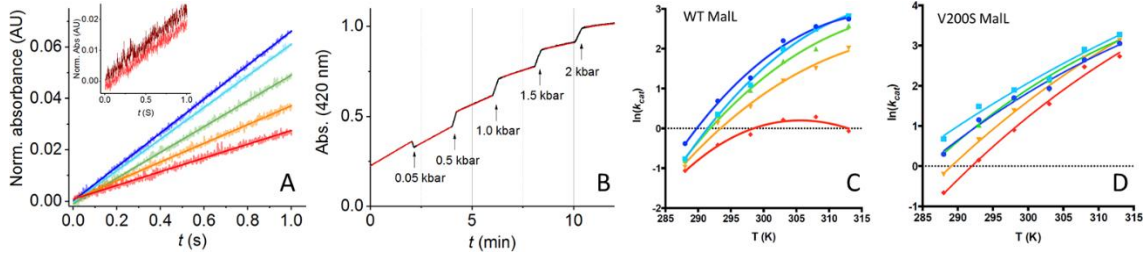 Normalized absorbance (AU)
0.06
0.04
0.02
0.00
0.0 0.2 0.4 0.6 0.8 1.0
t (s)
A
Norm. Abs (AU)
0.02
0.01
0.00
0.0 0.5 1.0
t (S)
Abs. (420 nm)
1.0
0.5
0.0
0 5 10
t (min)
0.05 kbar
0.5 kbar
1.0 kbar
1.5 kbar
2 kbar
B
WT MalL
ln(kcat)
3
2
1
0
-1
-2
285 290 295 300 305 310 315
T (K)
C
V200S MalL
ln(kcat)
4
3
2
1
0
-1
285 290 295 300 305 310 315
T (K)
D